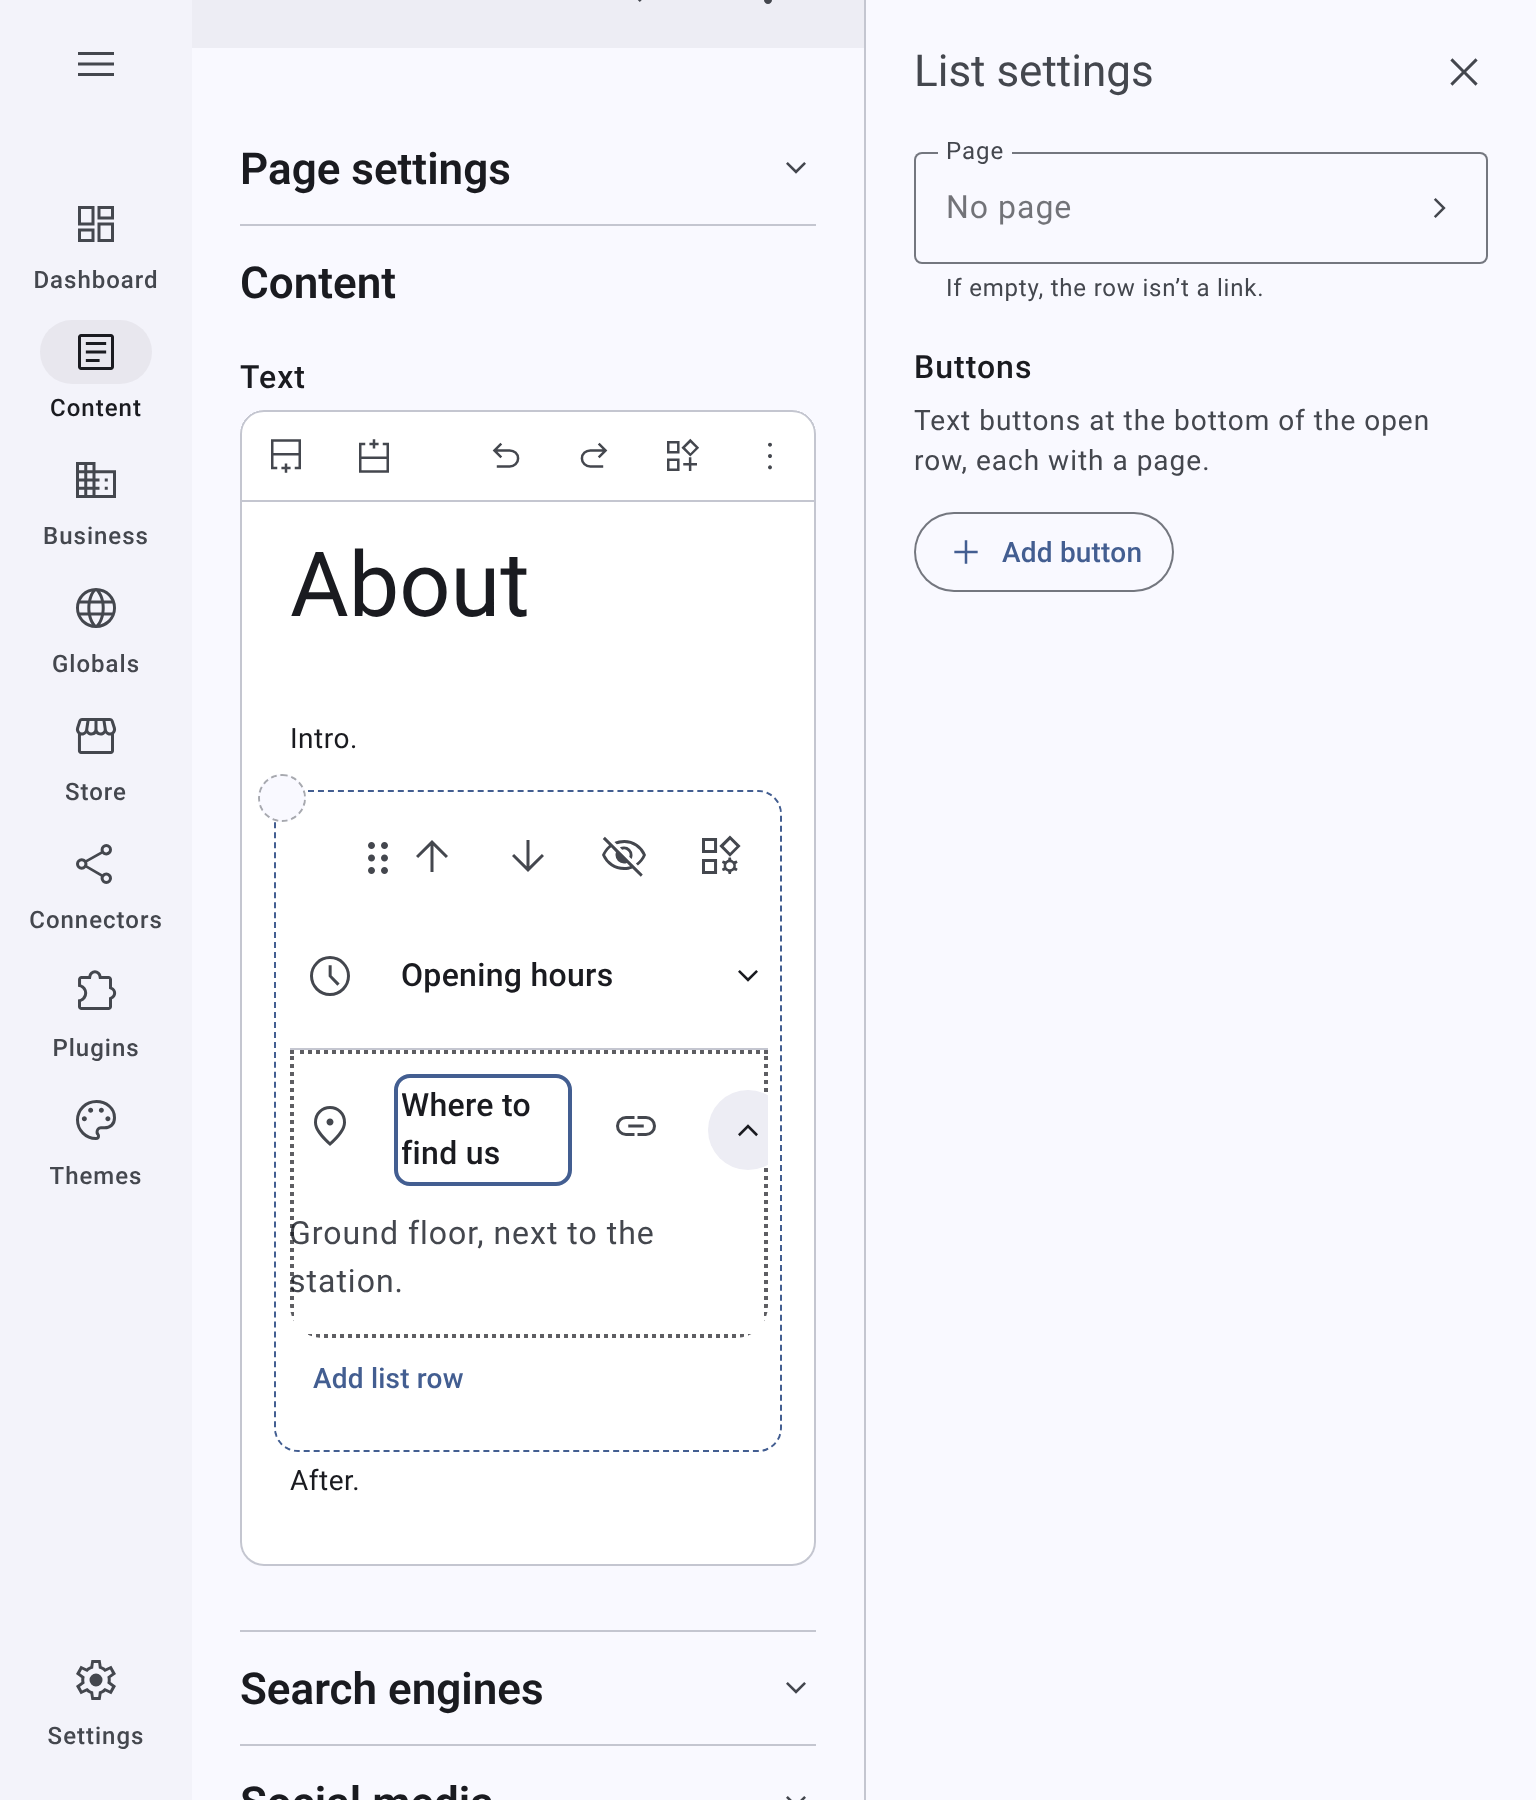 Dashboard
Content
Business
Globals
Store
Connectors
Plugins
Themes
Settings
Page settings
Content
Text
About
Intro.
Opening hours
Where to
find us
Ground floor, next to the
station.
Add list row
After.
Search engines
Social media
List settings
Page
No page
If empty, the row isn’t a link.
Buttons
Text buttons at the bottom of the open
row, each with a page.
Add button